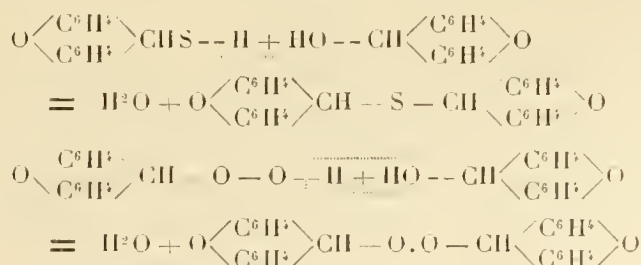 O<C⁶H⁴ C⁶H⁴>CHS--H + HO--CH<C⁶H⁴ C⁶H⁴>O
= H²O + O<C⁶H⁴ C⁶H⁴>CH — S — CH<C⁶H⁴ C⁶H⁴>O
O<C⁶H⁴ C⁶H⁴>CH O — O --H + HO--CH<C⁶H⁴ C⁶H⁴>O
= H²O + O<C⁶H⁴ C⁶H⁴>CH — O.O — CH<C⁶H⁴ C⁶H⁴>O